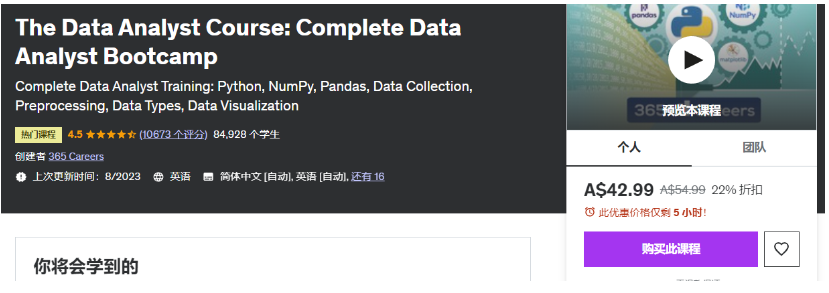 The Data Analyst Course: Complete Data
Analyst Bootcamp
Complete Data Analyst Training: Python, NumPy, Pandas, Data Collection,
Preprocessing, Data Types, Data Visualization
热门课程 4.5 (10673 个评分) 84,928 个学生
创建者 365 Careers
上次更新时间：8/2023 英语 简体中文 [自动], 英语 [自动], 还有 16
你将会学到的
pandas
NumPy
matplotlib
365 Careers
预览本课程
个人 团队
A$42.99 A$54.99 22% 折扣
此优惠价格仅剩 5 小时！
购买此课程